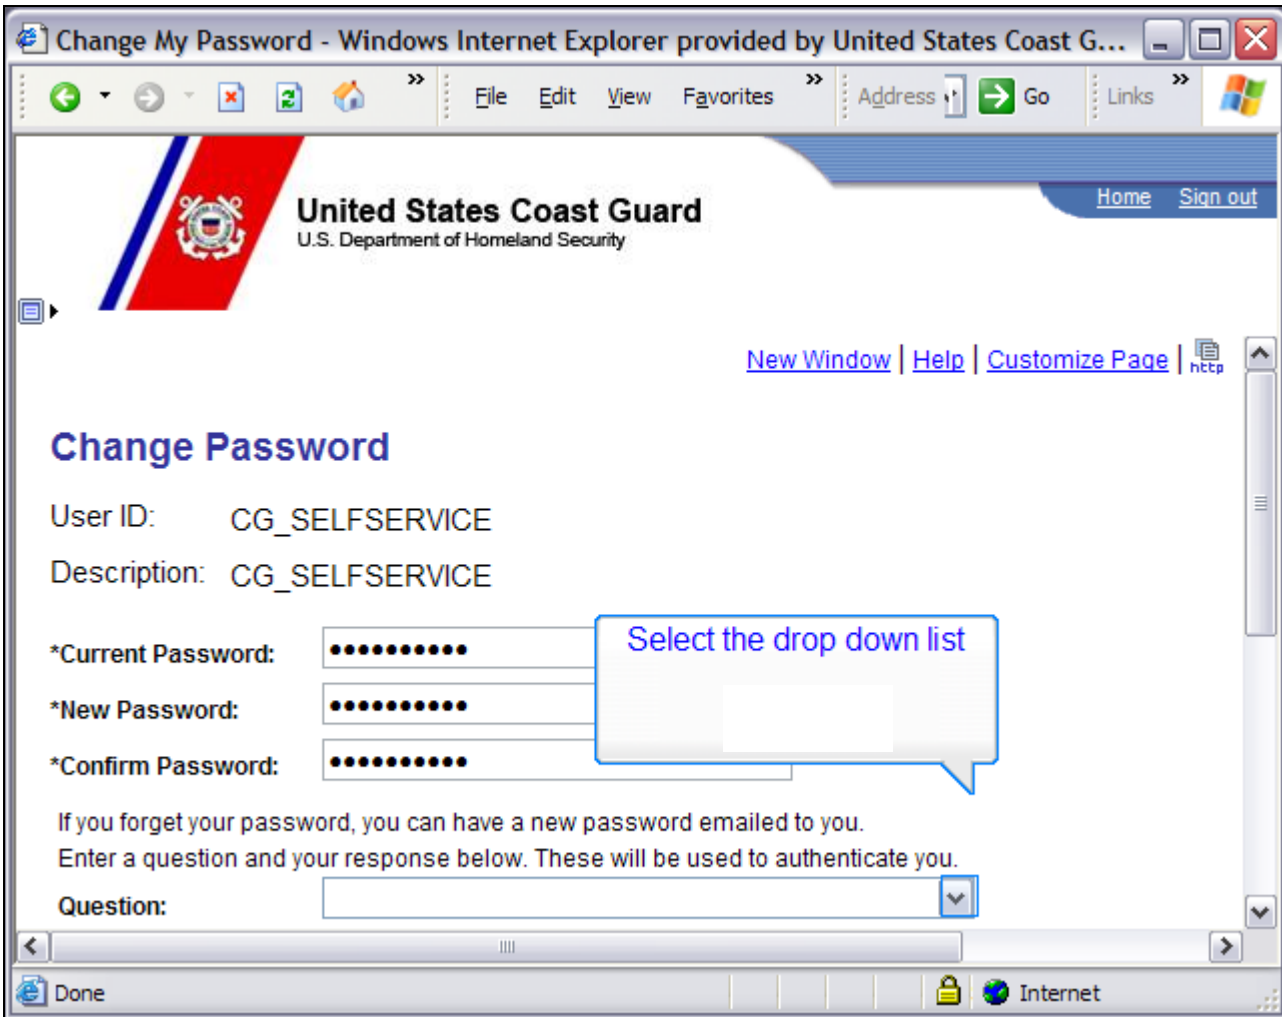 Change My Password - Windows Internet Explorer provided by United States Coast G...
File Edit View Favorites » Address Go Links »
United States Coast Guard
U.S. Department of Homeland Security
Home Sign out
New Window | Help | Customize Page | http
Change Password
User ID: CG_SELFSERVICE
Description: CG_SELFSERVICE
Select the drop down list
*Current Password: ••••••••••
*New Password: ••••••••••
*Confirm Password: ••••••••••
If you forget your password, you can have a new password emailed to you.
Enter a question and your response below. These will be used to authenticate you.
Question:
Done Internet